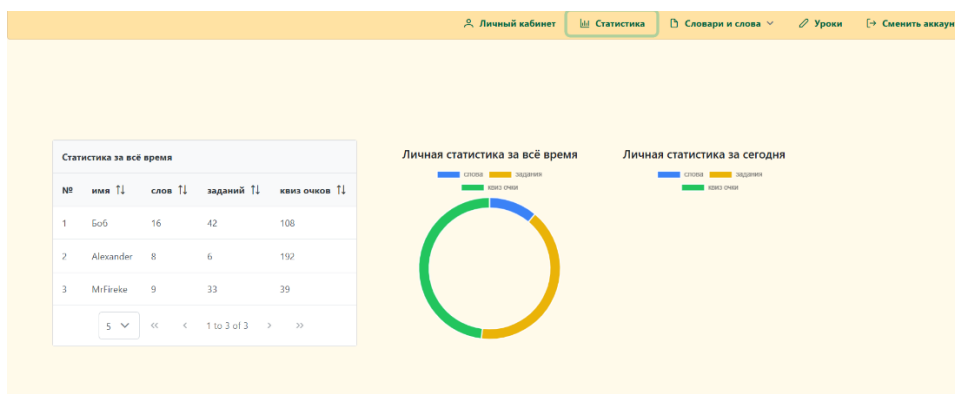 Личный кабинет Статистика Словари и слова Уроки Сменить аккаун
Статистика за всё время
№ имя слов заданий квиз очков
1 Боб 16 42 108
2 Alexander 8 6 192
3 MrFireke 9 33 39
5 << < 1 to 3 of 3 > >>
Личная статистика за всё время
слова задания
квиз очки
Личная статистика за сегодня
слова задания
квиз очки